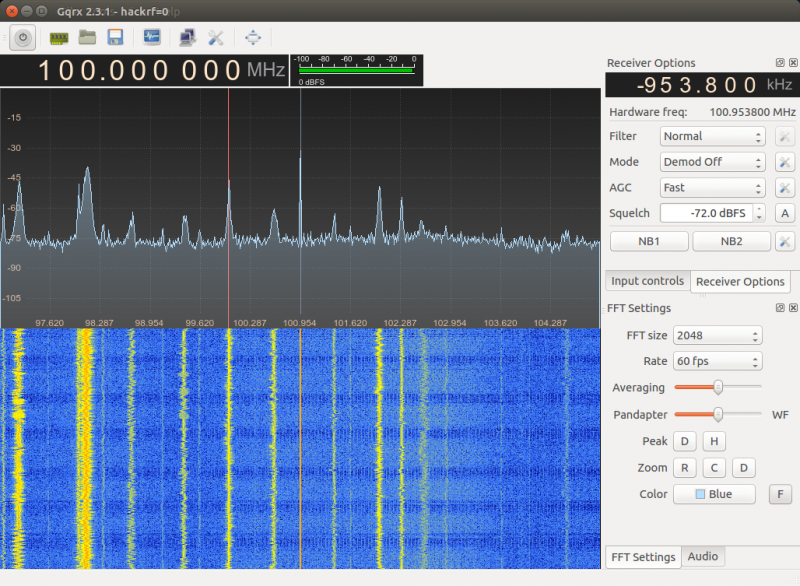 Gqrx 2.3.1 - hackrf=0
100.000 000 MHz
-100 -80 -60 -40 -20 0
0 dBFS
-15
-30
-45
-60
-75
-90
-105
97.620 98.287 98.954 99.620 100.287 100.954 101.620 102.287 102.954 103.620 104.287
Receiver Options
-953.800 kHz
Hardware freq: 100.953800 MHz
Filter Normal
Mode Demod Off
AGC Fast
Squelch -72.0 dBFS A
NB1 NB2
Input controls Receiver Options
FFT Settings
FFT size 2048
Rate 60 fps
Averaging
Pandapter WF
Peak D H
Zoom R C D
Color Blue F
FFT Settings Audio